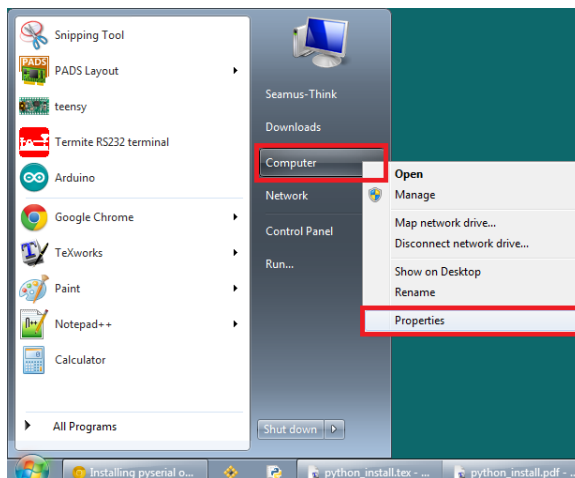 Snipping Tool
PADS
PADS Layout
teensy
Termite RS232 terminal
Arduino
Google Chrome
TeXworks
Paint
Notepad++
Calculator
All Programs
Seamus-Think
Downloads
Computer
Network
Control Panel
Run...
Shut down
Open
Manage
Map network drive...
Disconnect network drive...
Show on Desktop
Rename
Properties
Installing pyserial o...
python_install.tex - ...
python_install.pdf - ...